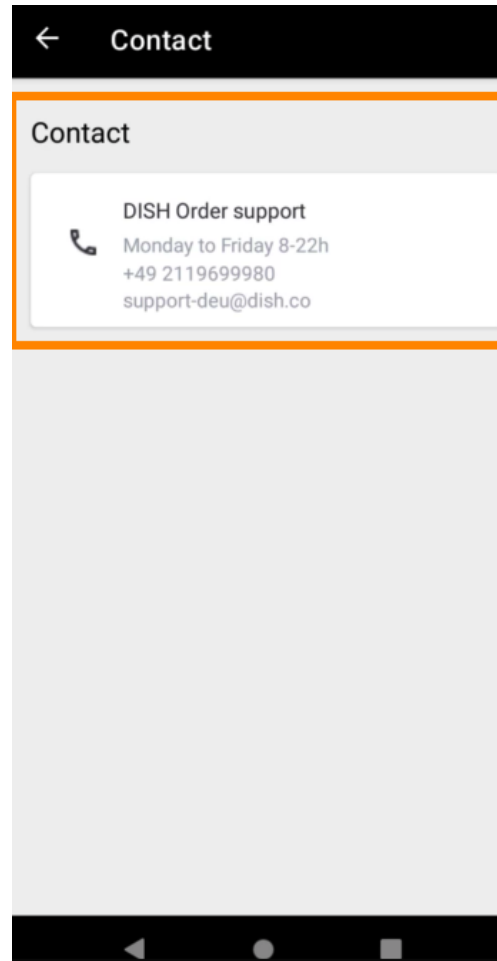 Contact
Contact
DISH Order support
Monday to Friday 8-22h
+49 2119699980
support-deu@dish.co